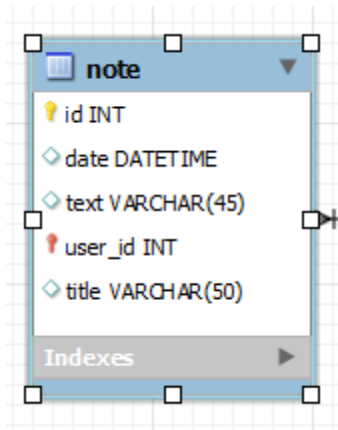 note
id INT
date DATETIME
text VARCHAR(45)
user_id INT
title VARCHAR(50)
Indexes